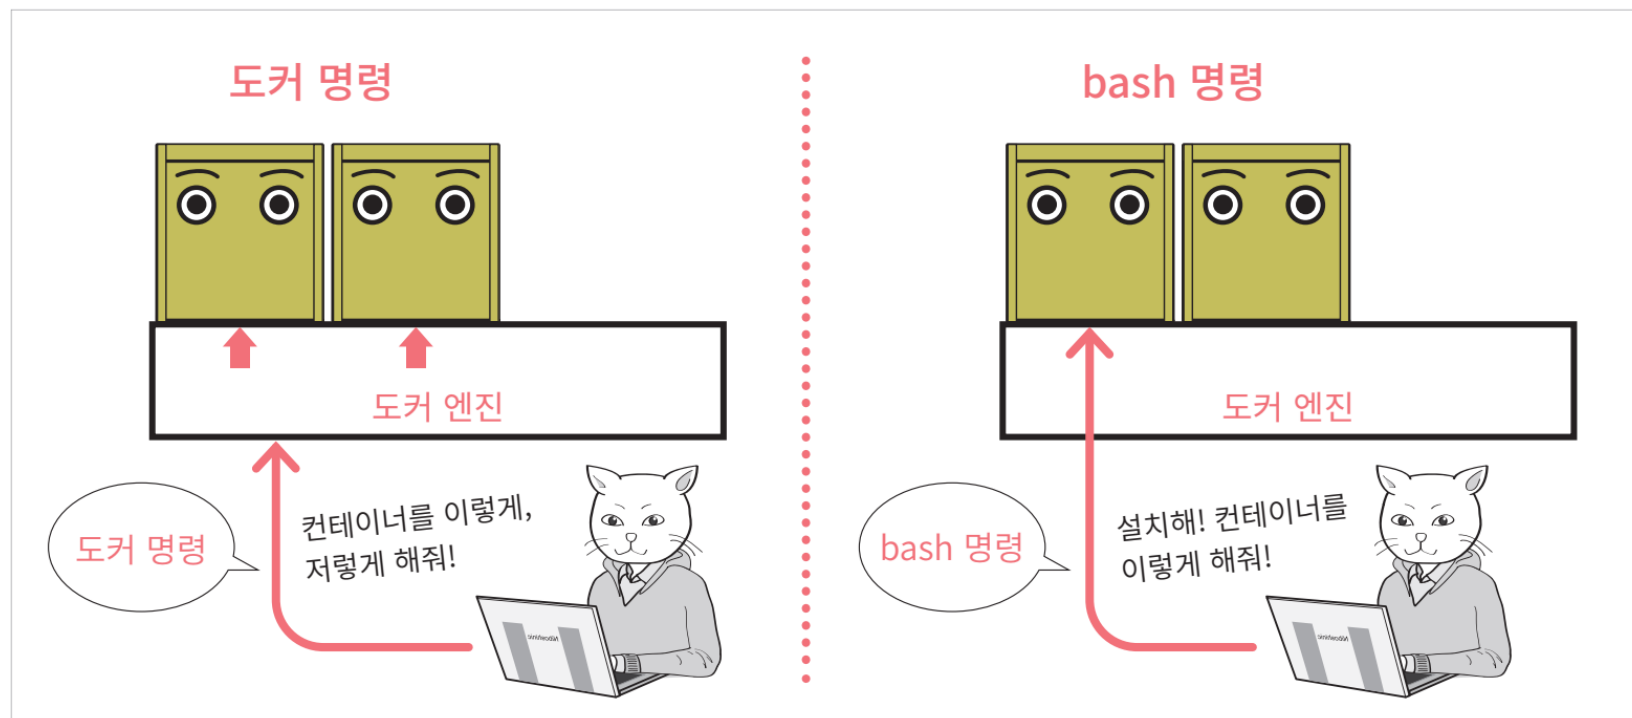 도커 명령
도커 엔진
도커 명령
컨테이너를 이렇게,
저렇게 해줘!
bash 명령
도커 엔진
bash 명령
설치해! 컨테이너를
이렇게 해줘!